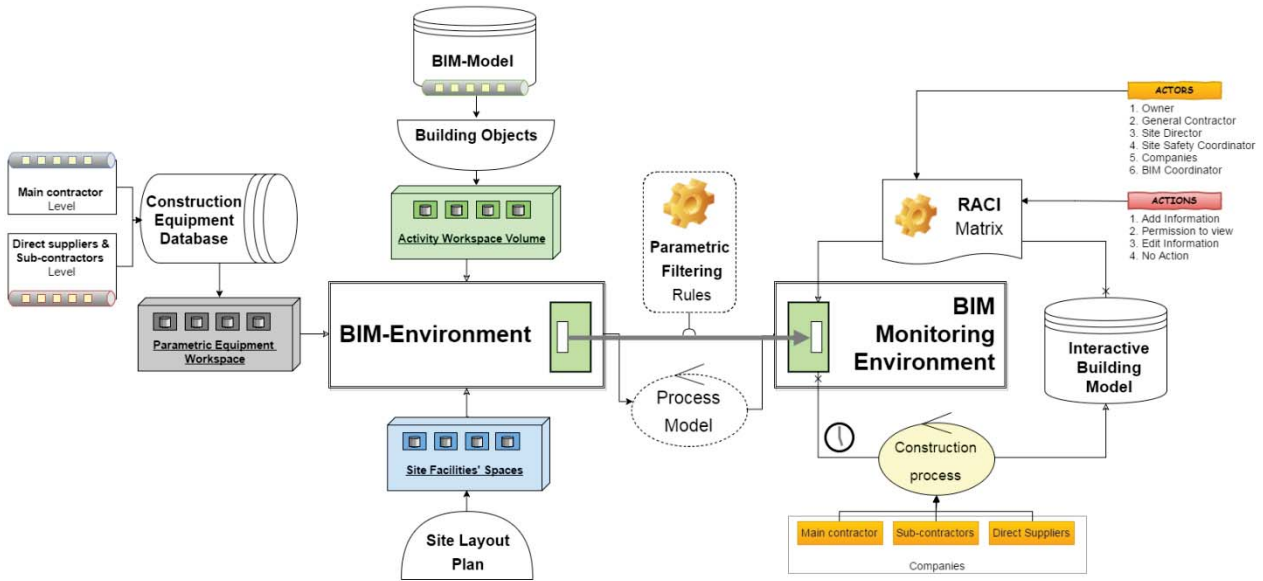 BIM-Model
Building Objects
Activity Workspace Volume
Main contractor
Level
Direct suppliers &
Sub-contractors
Level
Construction
Equipment
Database
Parametric Equipment
Workspace
BIM-Environment
Site Facilities' Spaces
Site Layout
Plan
Parametric
Filtering
Rules
Process
Model
BIM
Monitoring
Environment
RACI
Matrix
ACTORS
1. Owner
2. General Contractor
3. Site Director
4. Site Safety Coordinator
5. Companies
6. BIM Coordinator
ACTIONS
1. Add Information
2. Permission to view
3. Edit Information
4. No Action
Interactive
Building
Model
Construction
process
Main contractor
Sub-contractors
Direct Suppliers
Companies